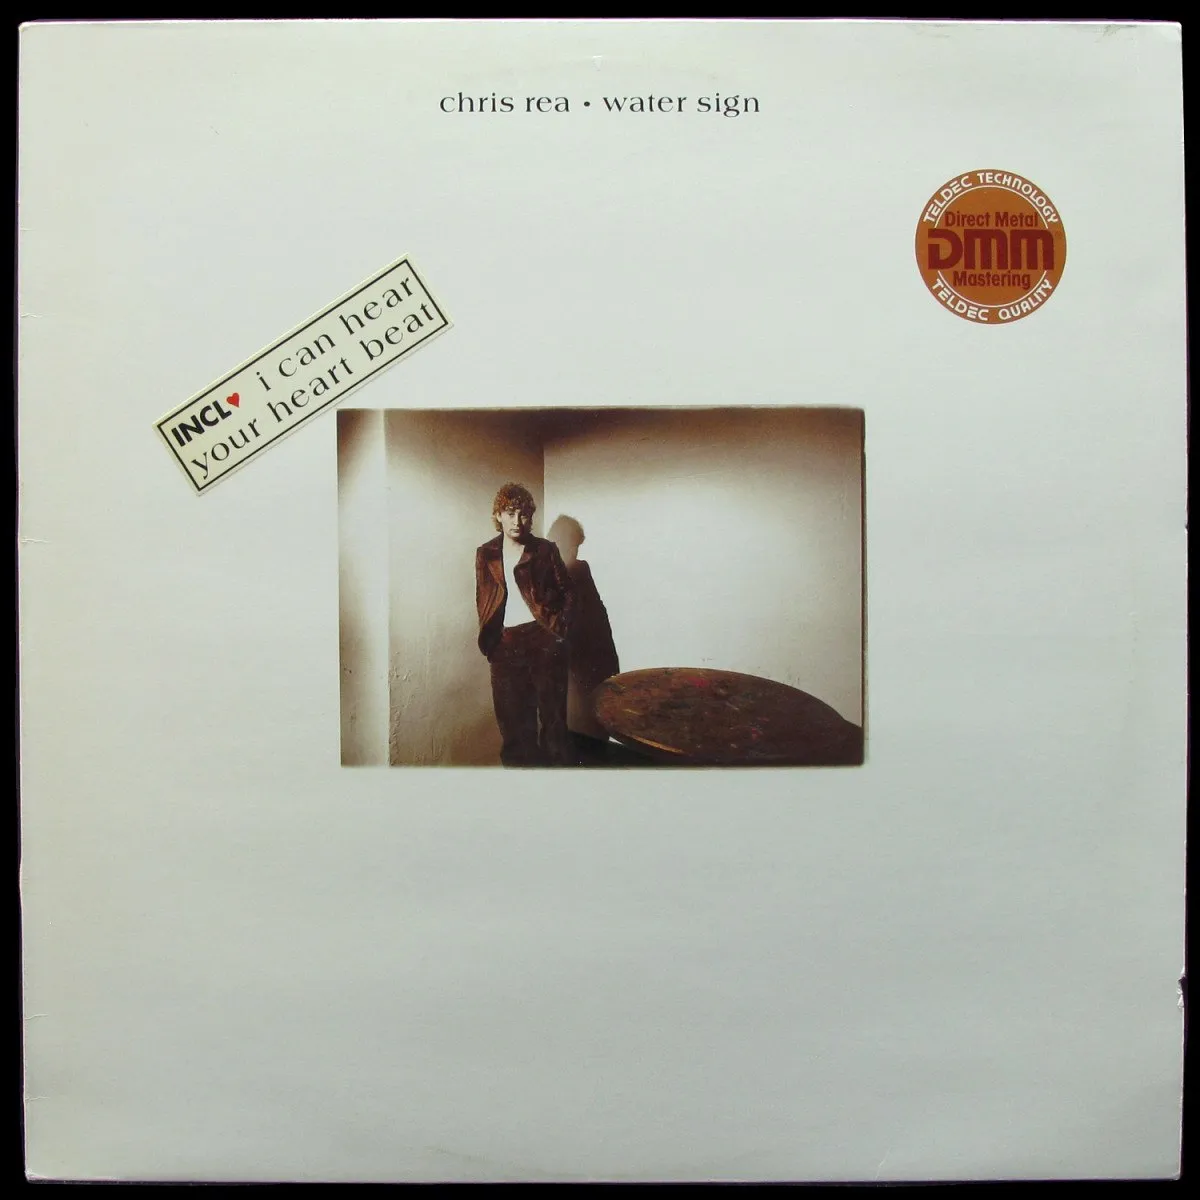 chris rea • water sign
TELDEC TECHNOLOGY
Direct Metal
DMM
Mastering
TELDEC QUALITY
INCL♥ i can hear
your heart beat